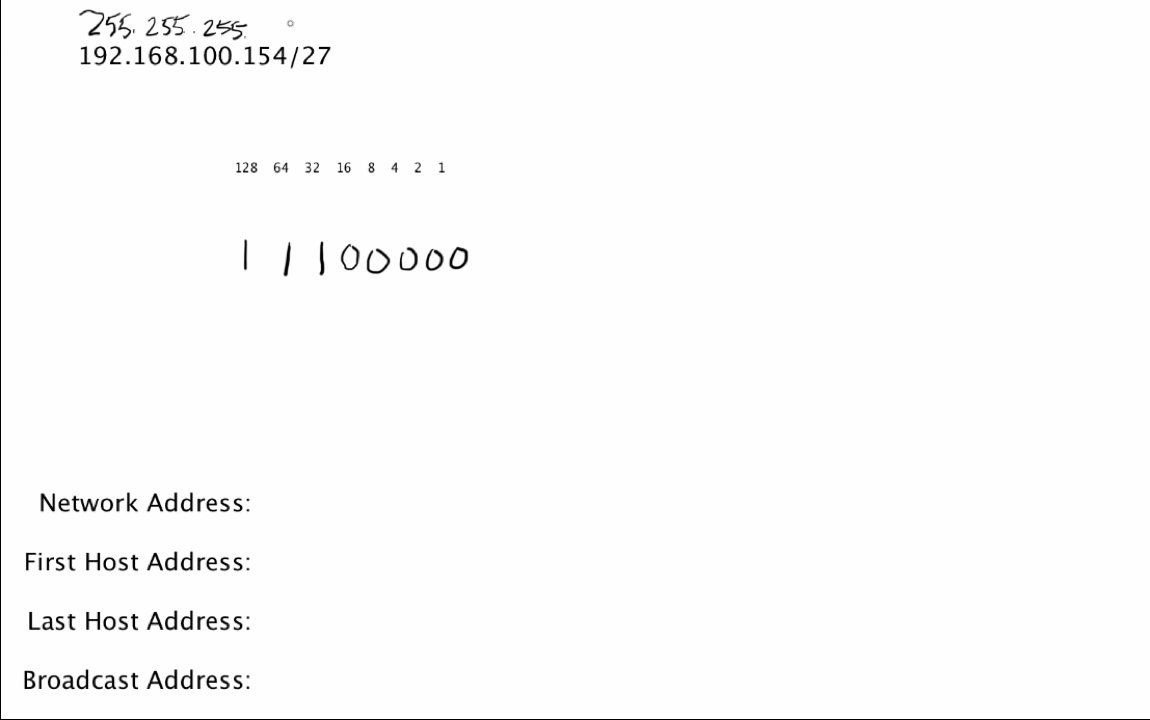 255.255.255.
192.168.100.154/27
128 64 32 16 8 4 2 1
11100000
Network Address:
First Host Address:
Last Host Address:
Broadcast Address: